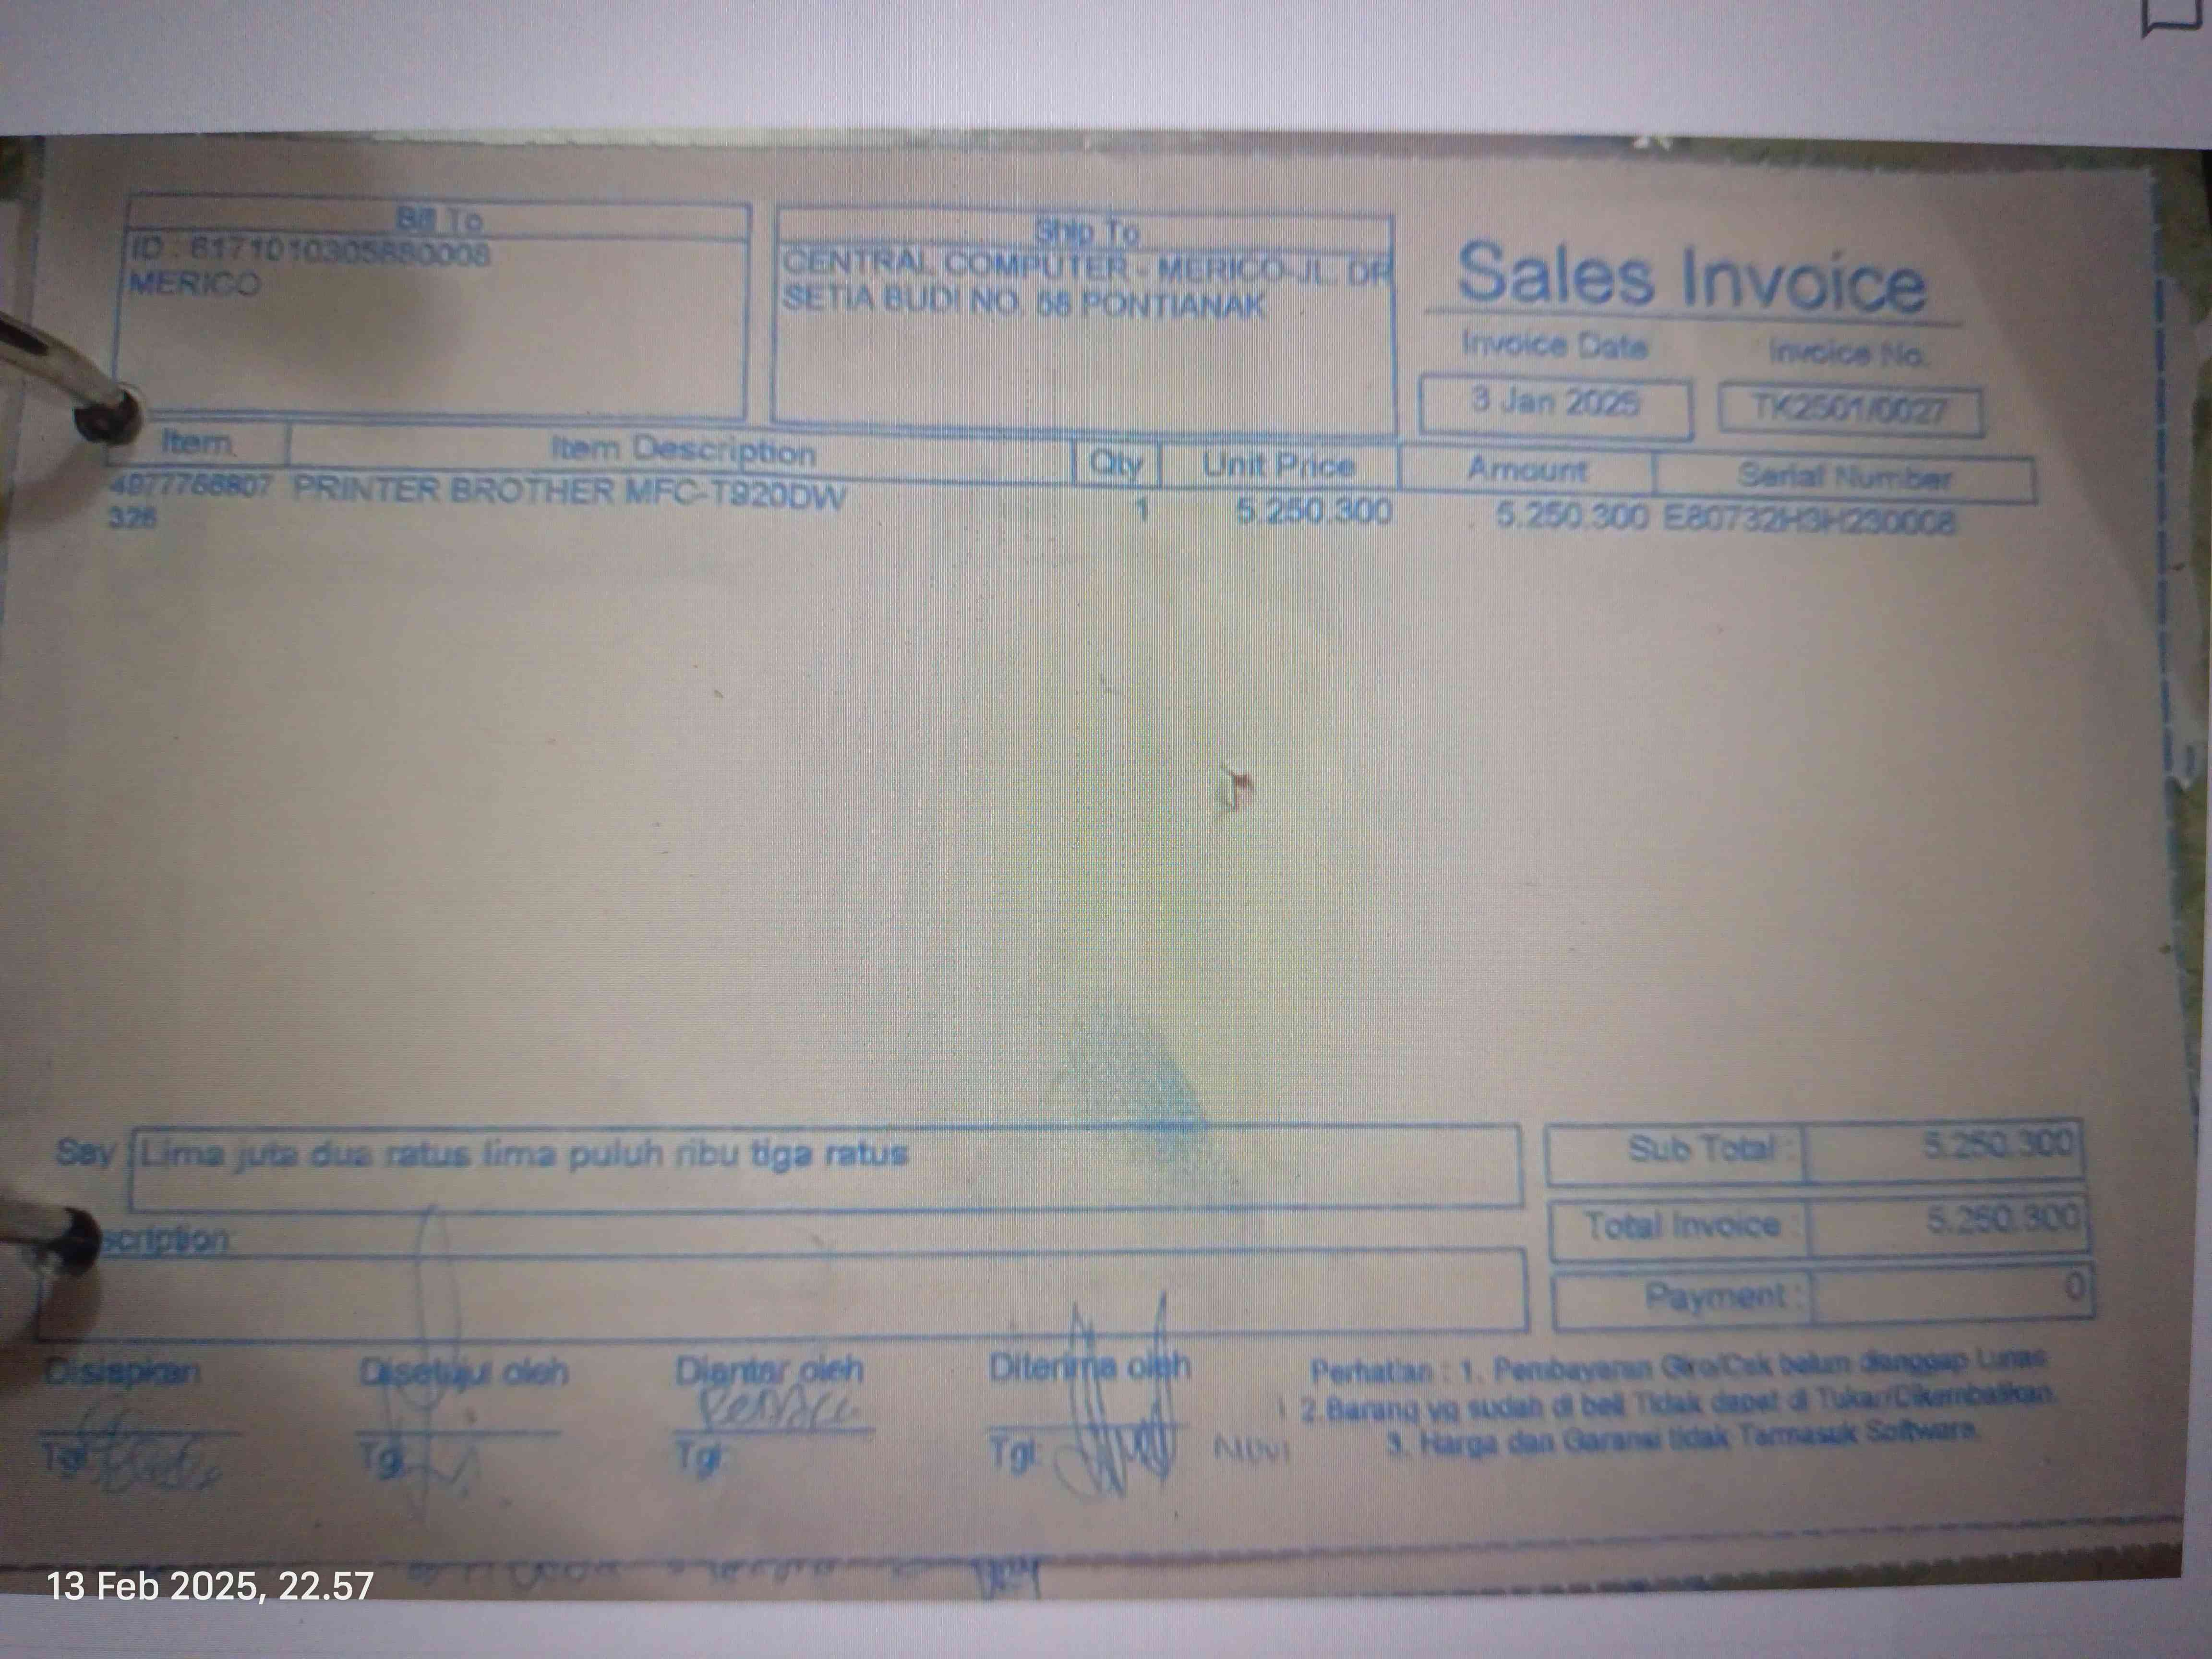 Bill To
ID : 6171010305880008
MERICO
Ship To
CENTRAL COMPUTER - MERICO-JL. DR
SETIA BUDI NO. 56 PONTIANAK
Sales Invoice
Invoice Date
Invoice No.
3 Jan 2025
TK2501/0027
Item
Item Description
Qty
Unit Price
Amount
Serial Number
4977766807 PRINTER BROTHER MFC-T920DW 1 5.250.300 5.250.300 E80732H3H230008
326
Say Lima juta dua ratus lima puluh ribu tiga ratus
Sub Total : 5.250.300
Total Invoice : 5.250.300
Payment : 0
scription:
Disiapkan
Disetujui oleh
Diantar oleh
Diterima oleh
Tgl
Tgl
Tgl:
Tgl:
Perhatian : 1. Pembayaran Giro/Cek belum dianggap Lunas
2.Barang yg sudah di beli Tidak dapat di Tukar/Dikembalikan.
3. Harga dan Garansi tidak Termasuk Software.
13 Feb 2025, 22.57